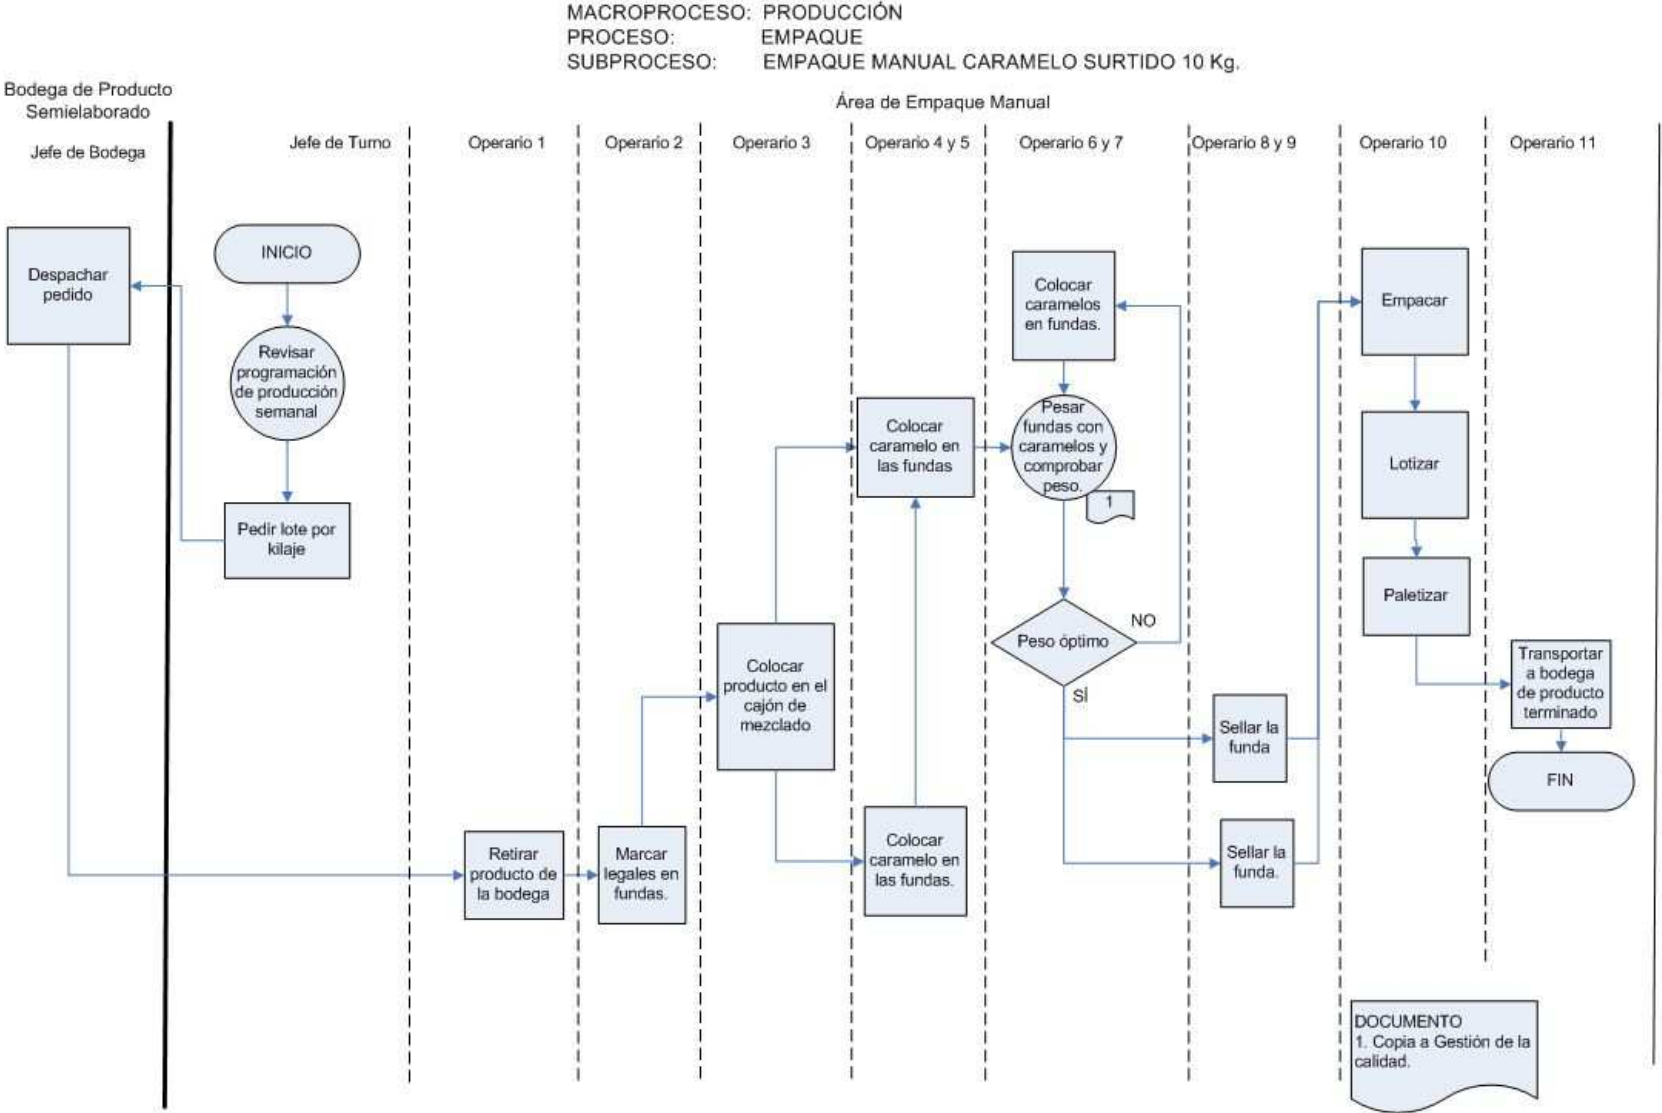 MACROPROCESO: PRODUCCIÓN
PROCESO: EMPAQUE
SUBPROCESO: EMPAQUE MANUAL CARAMELO SURTIDO 10 Kg.
Bodega de Producto
Semielaborado
Área de Empaque Manual
Jefe de Bodega
Jefe de Turno
Operario 1
Operario 2
Operario 3
Operario 4 y 5
Operario 6 y 7
Operario 8 y 9
Operario 10
Operario 11
Despachar
pedido
INICIO
Revisar
programación
de producción
semanal
Pedir lote por
kilaje
Retirar
producto de
la bodega
Marcar
legales en
fundas.
Colocar
producto en el
cajón de
mezclado
Colocar
caramelo en
las fundas
Colocar
caramelo en
las fundas.
Colocar
caramelos
en fundas.
Pesar
fundas con
caramelos y
comprobar
peso.
1
Peso óptimo
NO
SÍ
Sellar la
funda
Sellar la
funda.
Empacar
Lotizar
Paletizar
Transportar
a bodega
de producto
terminado
FIN
DOCUMENTO
1. Copia a Gestión de la
calidad.